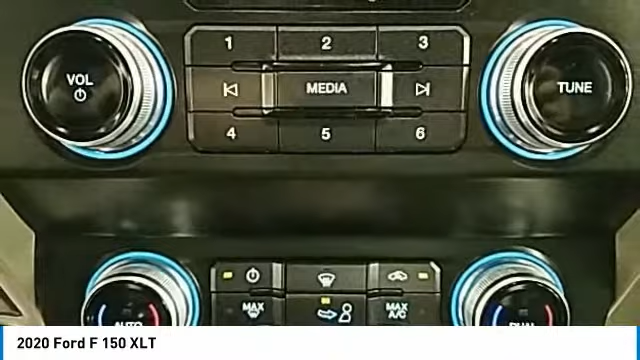 1 2 3
VOL
MEDIA
TUNE
4 5 6
MAX
MAX
A/C
AUTO
DUAL
2020 Ford F 150 XLT